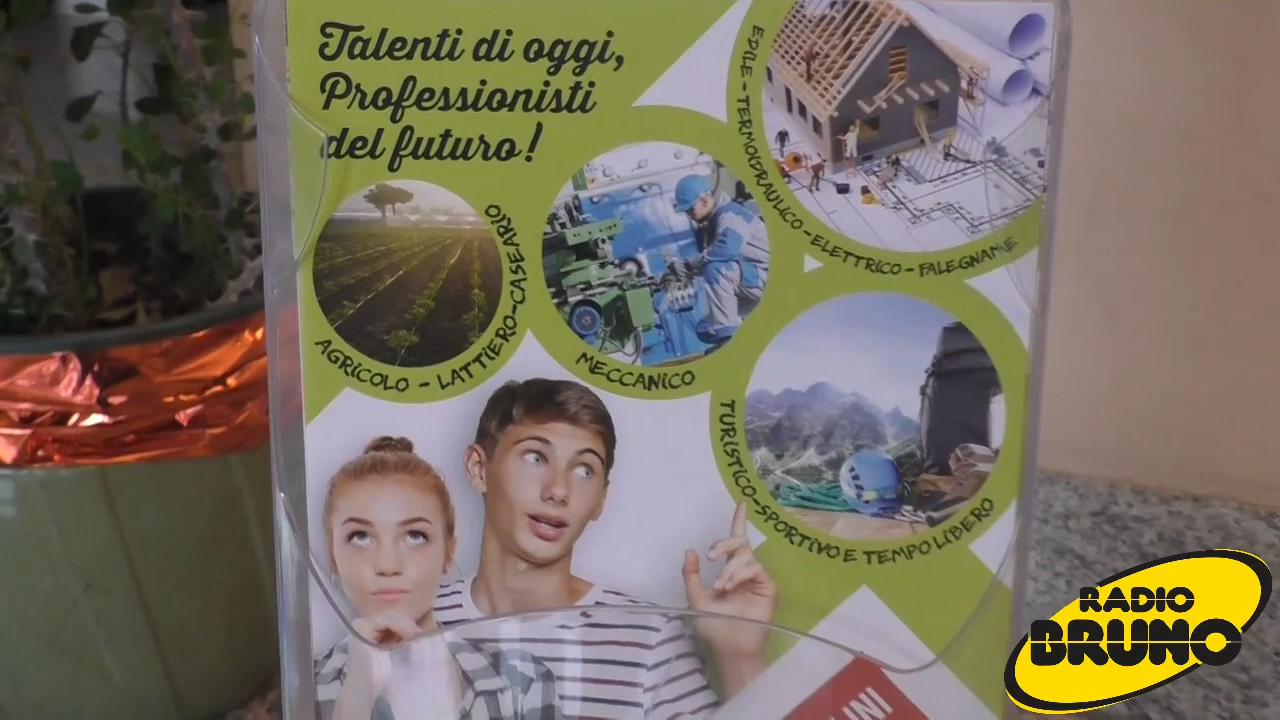 Talenti di oggi,
Professionisti
del futuro!
EDILE - TERMOIDRAULICO - ELETTRICO - FALEGNAME
AGRICOLO - LATTIERO-CASEARIO
MECCANICO
TURISTICO-SPORTIVO E TEMPO LIBERO
RADIO
BRUNO